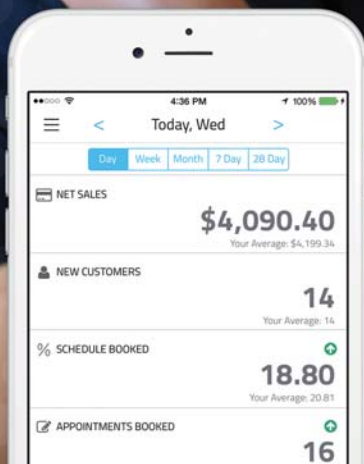 4:36 PM
100%
< Today, Wed >
Day Week Month 7 Day 28 Day
NET SALES
$4,090.40
Your Average: $4,199.34
NEW CUSTOMERS
14
Your Average: 14
% SCHEDULE BOOKED
18.80
Your Average: 20.81
APPOINTMENTS BOOKED
16